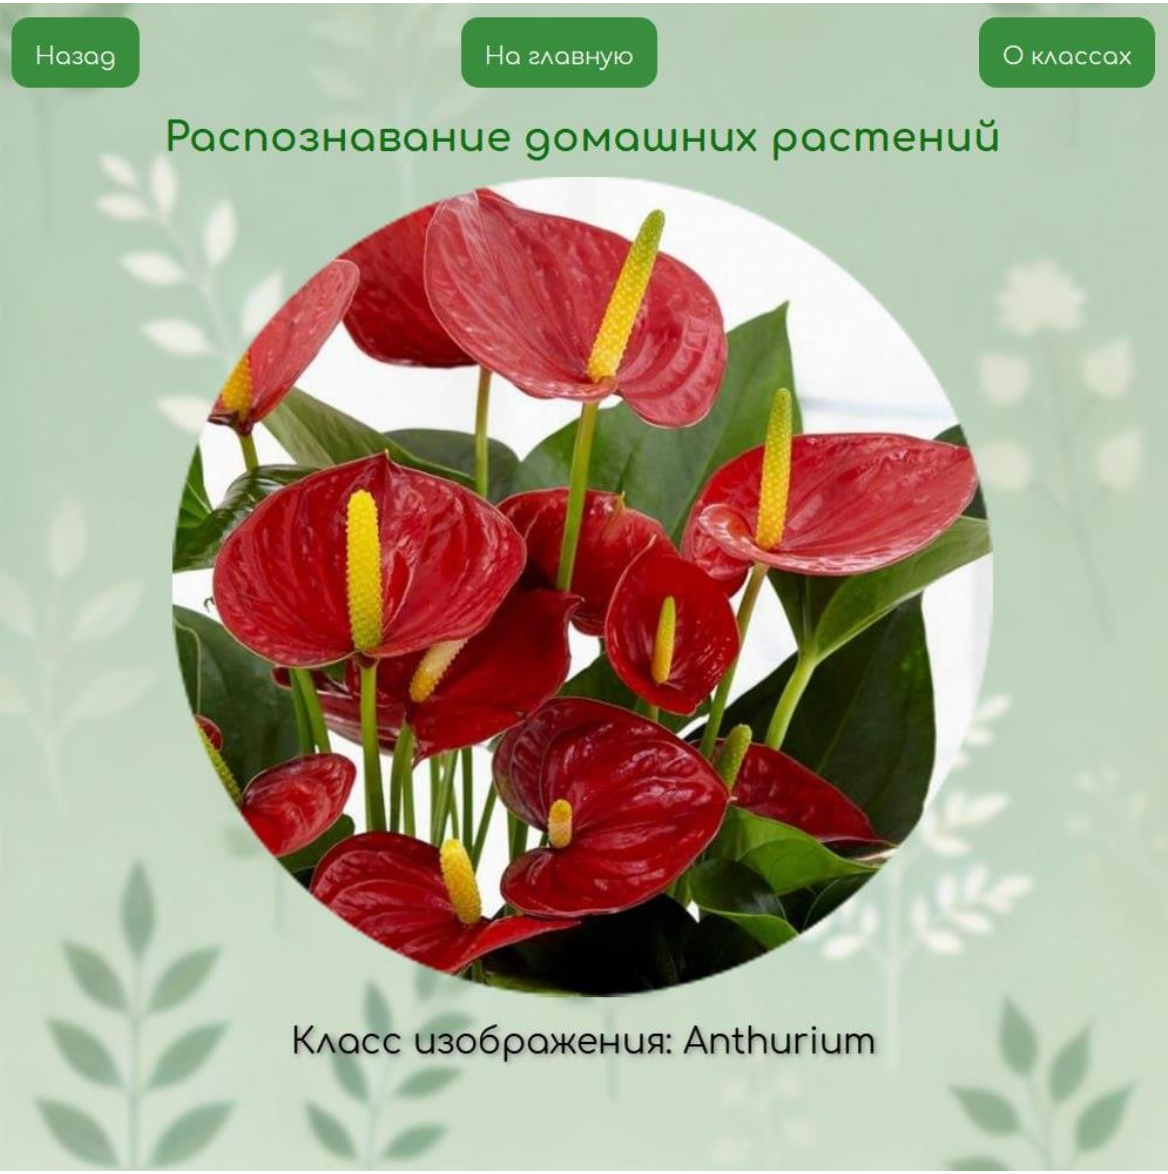 Назад
На главную
О классах
Распознавание домашних растений
Класс изображения: Anthurium